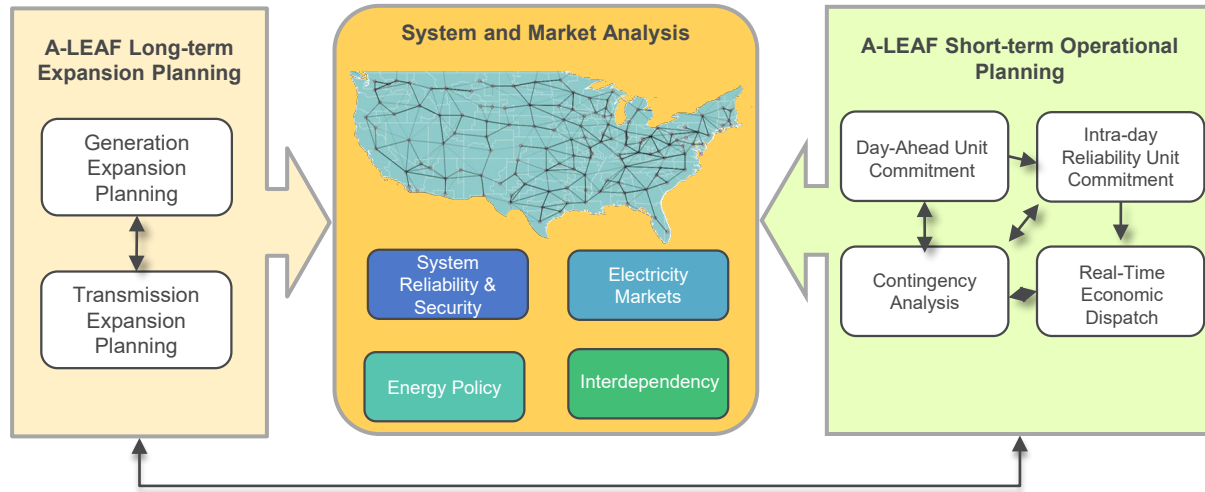 A-LEAF Long-term
Expansion Planning
Generation
Expansion
Planning
Transmission
Expansion
Planning
System and Market Analysis
System
Reliability &
Security
Electricity
Markets
Energy Policy
Interdependency
A-LEAF Short-term Operational
Planning
Day-Ahead Unit
Commitment
Intra-day
Reliability Unit
Commitment
Contingency
Analysis
Real-Time
Economic
Dispatch